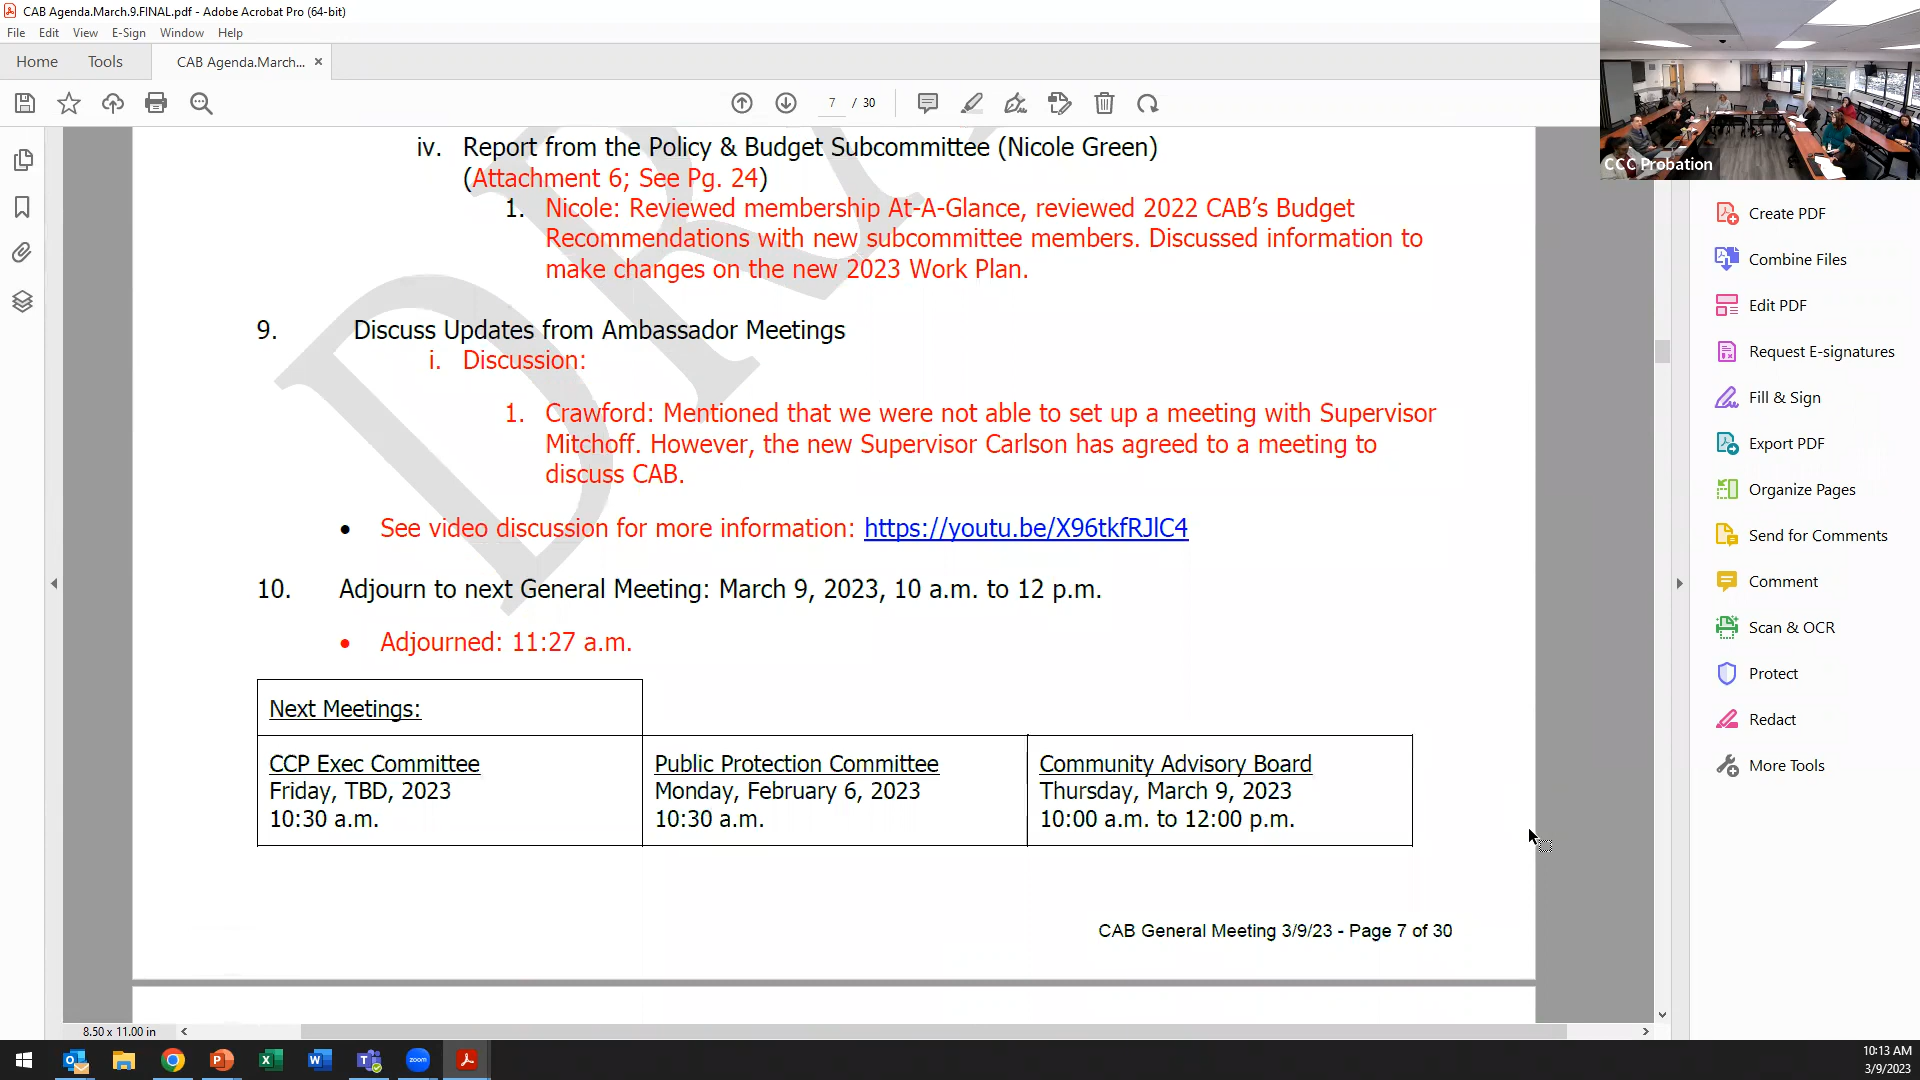 CAB Agenda.March.9.FINAL.pdf - Adobe Acrobat Pro (64-bit)
File Edit View E-Sign Window Help
Home Tools CAB Agenda.March... ×
7 / 30
CCC Probation
iv. Report from the Policy & Budget Subcommittee (Nicole Green)
(Attachment 6; See Pg. 24)
1. Nicole: Reviewed membership At-A-Glance, reviewed 2022 CAB's Budget
Recommendations with new subcommittee members. Discussed information to
make changes on the new 2023 Work Plan.
9. Discuss Updates from Ambassador Meetings
i. Discussion:
1. Crawford: Mentioned that we were not able to set up a meeting with Supervisor
Mitchoff. However, the new Supervisor Carlson has agreed to a meeting to
discuss CAB.
• See video discussion for more information: https://youtu.be/X96tkfRJlC4
10. Adjourn to next General Meeting: March 9, 2023, 10 a.m. to 12 p.m.
• Adjourned: 11:27 a.m.
Next Meetings:
CCP Exec Committee
Friday, TBD, 2023
10:30 a.m.
Public Protection Committee
Monday, February 6, 2023
10:30 a.m.
Community Advisory Board
Thursday, March 9, 2023
10:00 a.m. to 12:00 p.m.
CAB General Meeting 3/9/23 - Page 7 of 30
Create PDF
Combine Files
Edit PDF
Request E-signatures
Fill & Sign
Export PDF
Organize Pages
Send for Comments
Comment
Scan & OCR
Protect
Redact
More Tools
8.50 x 11.00 in
zoom
10:13 AM
3/9/2023